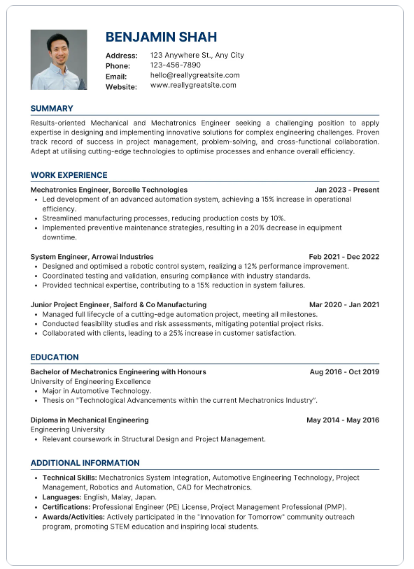 BENJAMIN SHAH
Address: 123 Anywhere St., Any City
Phone: 123-456-7890
Email: hello@reallygreatsite.com
Website: www.reallygreatsite.com
SUMMARY
Results-oriented Mechanical and Mechatronics Engineer seeking a challenging position to apply
expertise in designing and implementing innovative solutions for complex engineering challenges. Proven
track record of success in project management, problem-solving, and cross-functional collaboration.
Adept at utilising cutting-edge technologies to optimise processes and enhance overall efficiency.
WORK EXPERIENCE
Mechatronics Engineer, Borcelle Technologies Jan 2023 - Present
• Led development of an advanced automation system, achieving a 15% increase in operational
efficiency.
• Streamlined manufacturing processes, reducing production costs by 10%.
• Implemented preventive maintenance strategies, resulting in a 20% decrease in equipment
downtime.
System Engineer, Arrowai Industries Feb 2021 - Dec 2022
• Designed and optimised a robotic control system, realizing a 12% performance improvement.
• Coordinated testing and validation, ensuring compliance with industry standards.
• Provided technical expertise, contributing to a 15% reduction in system failures.
Junior Project Engineer, Salford & Co Manufacturing Mar 2020 - Jan 2021
• Managed full lifecycle of a cutting-edge automation project, meeting all milestones.
• Conducted feasibility studies and risk assessments, mitigating potential project risks.
• Collaborated with clients, leading to a 25% increase in customer satisfaction.
EDUCATION
Bachelor of Mechatronics Engineering with Honours Aug 2016 - Oct 2019
University of Engineering Excellence
• Major in Automotive Technology.
• Thesis on "Technological Advancements within the current Mechatronics Industry".
Diploma in Mechanical Engineering May 2014 - May 2016
Engineering University
• Relevant coursework in Structural Design and Project Management.
ADDITIONAL INFORMATION
• Technical Skills: Mechatronics System Integration, Automotive Engineering Technology, Project
Management, Robotics and Automation, CAD for Mechatronics.
• Languages: English, Malay, Japan.
• Certifications: Professional Engineer (PE) License, Project Management Professional (PMP).
• Awards/Activities: Actively participated in the "Innovation for Tomorrow" community outreach
program, promoting STEM education and inspiring local students.